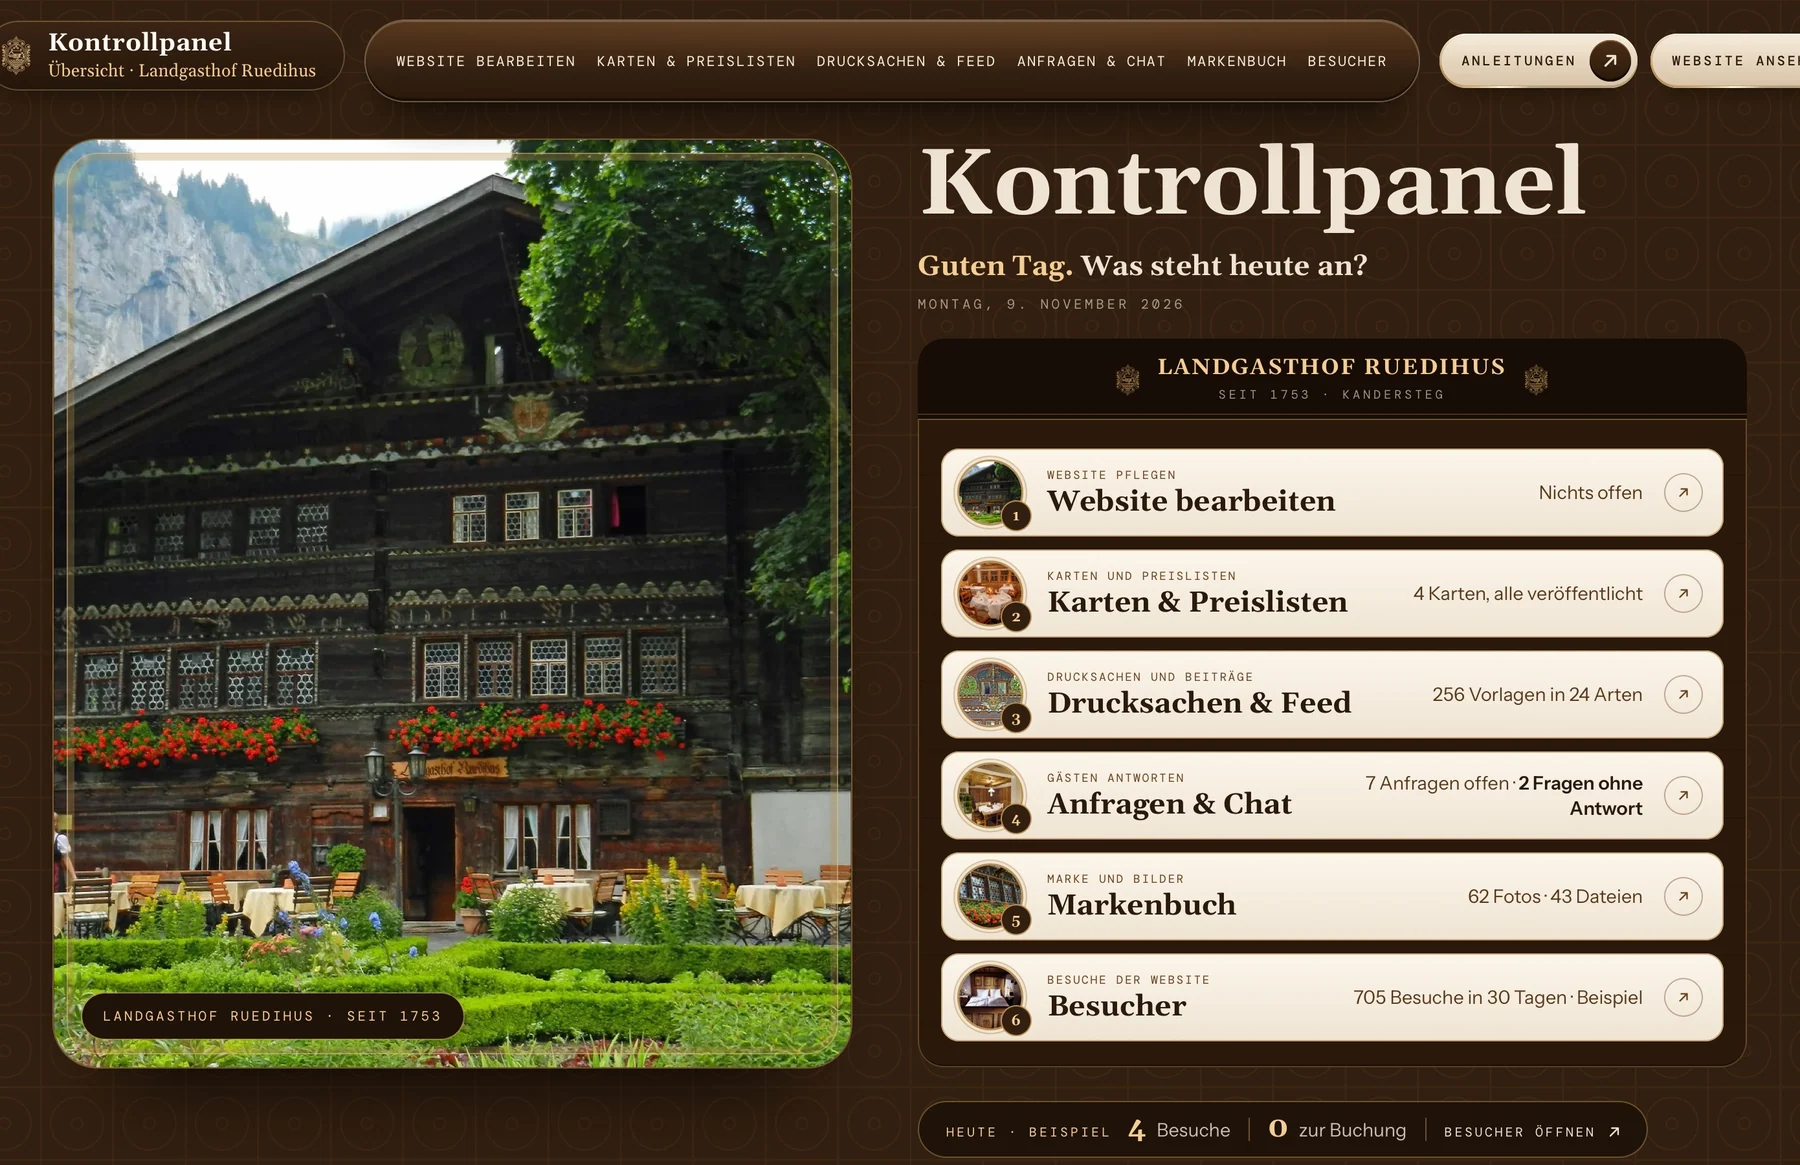 Kontrollpanel
Übersicht · Landgasthof Ruedihus
WEBSITE BEARBEITEN
KARTEN & PREISLISTEN
DRUCKSACHEN & FEED
ANFRAGEN & CHAT
MARKENBUCH
BESUCHER
ANLEITUNGEN
WEBSITE
LANDGASTHOF RUEDIHUS · SEIT 1753
Kontrollpanel
Guten Tag. Was steht heute an?
MONTAG, 9. NOVEMBER 2026
LANDGASTHOF RUEDIHUS
SEIT 1753 · KANDERSTEG
WEBSITE PFLEGEN
1 Website bearbeiten
Nichts offen
KARTEN UND PREISLISTEN
2 Karten & Preislisten
4 Karten, alle veröffentlicht
DRUCKSACHEN UND BEITRÄGE
3 Drucksachen & Feed
256 Vorlagen in 24 Arten
GÄSTEN ANTWORTEN
4 Anfragen & Chat
7 Anfragen offen · 2 Fragen ohne
Antwort
MARKE UND BILDER
5 Markenbuch
62 Fotos · 43 Dateien
BESUCHE DER WEBSITE
6 Besucher
705 Besuche in 30 Tagen · Beispiel
HEUTE · BEISPIEL 4 Besuche 0 zur Buchung BESUCHER ÖFFNEN